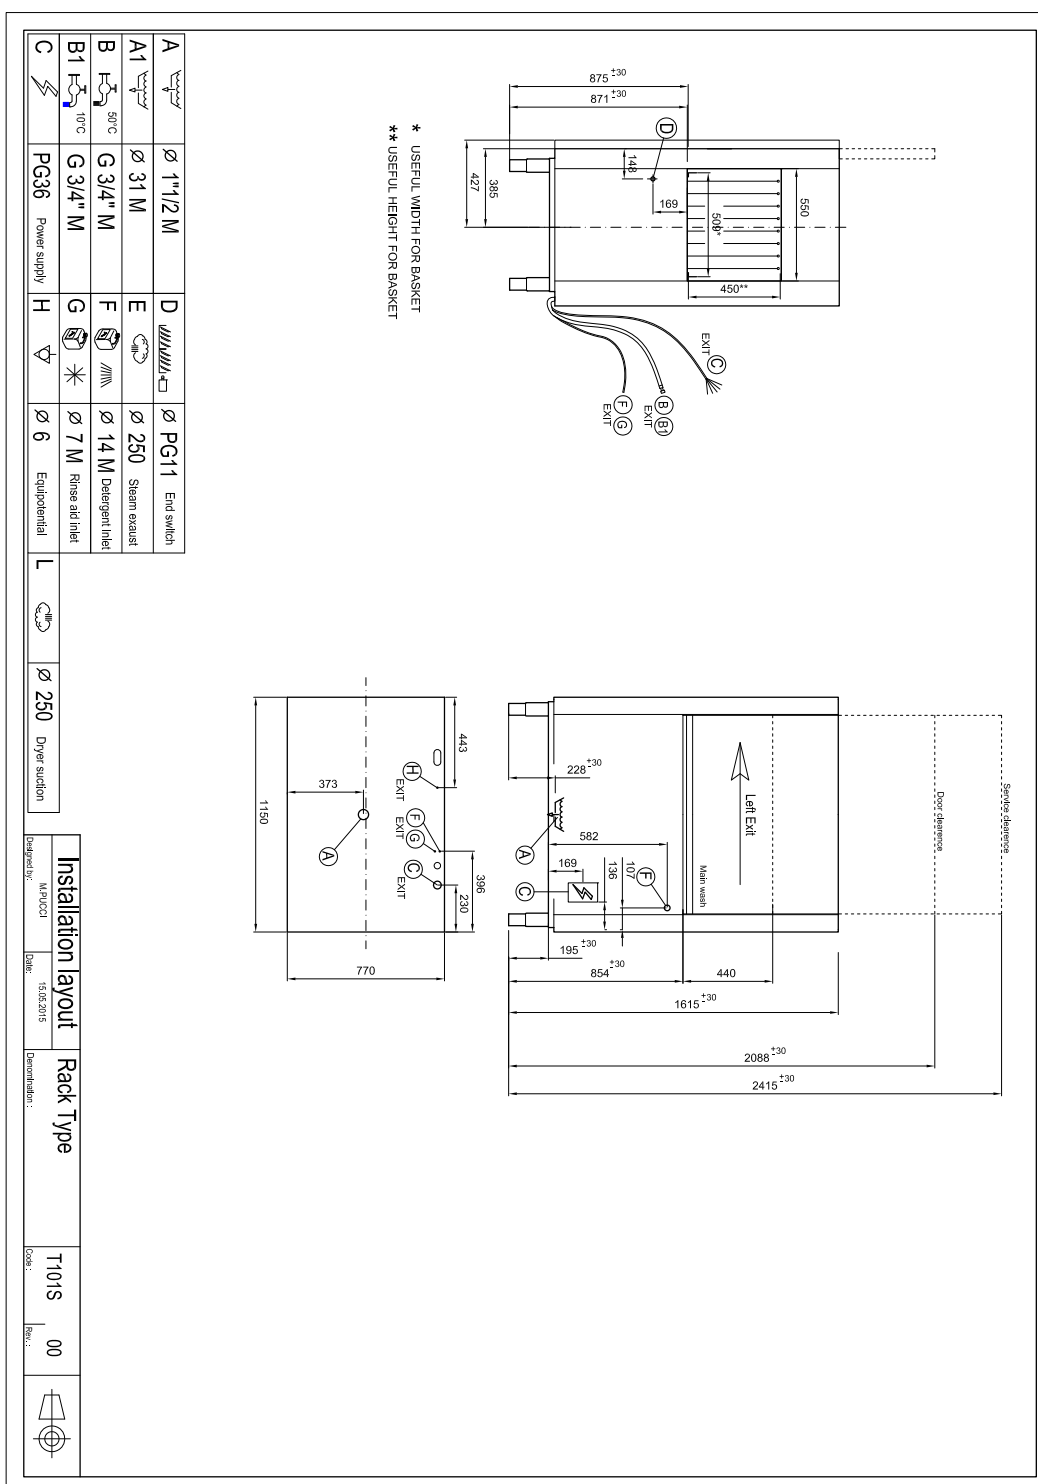 875 ±30
871 ±30
D
148
169
385
427
550
509*
450**
* USEFUL WIDTH FOR BASKET
** USEFUL HEIGHT FOR BASKET
C
EXIT
B B1
EXIT
F G
EXIT
Service clearence
Door clearence
Left Exit
Main wash
228 ±30
A
582
169
136
107
F
C
195 ±30
854 ±30
440
1615 ±30
2088 ±30
2415 ±30
443
H
EXIT
F G
EXIT
C
EXIT
373
A
396
230
1150
770
A Ø 1"1/2 M D Ø PG11 End switch
A1 Ø 31 M E Ø 250 Steam exaust
B 50°C G 3/4" M F Ø 14 M Detergent Inlet
B1 10°C G 3/4" M G Ø 7 M Rinse aid inlet
C PG36 Power supply H Ø 6 Equipotential L Ø 250 Dryer suction
Installation layout
Designed by: M.PUCCI
Date: 15.05.2015
Rack Type
Denomination :
T101S
Code :
00
Rev. :